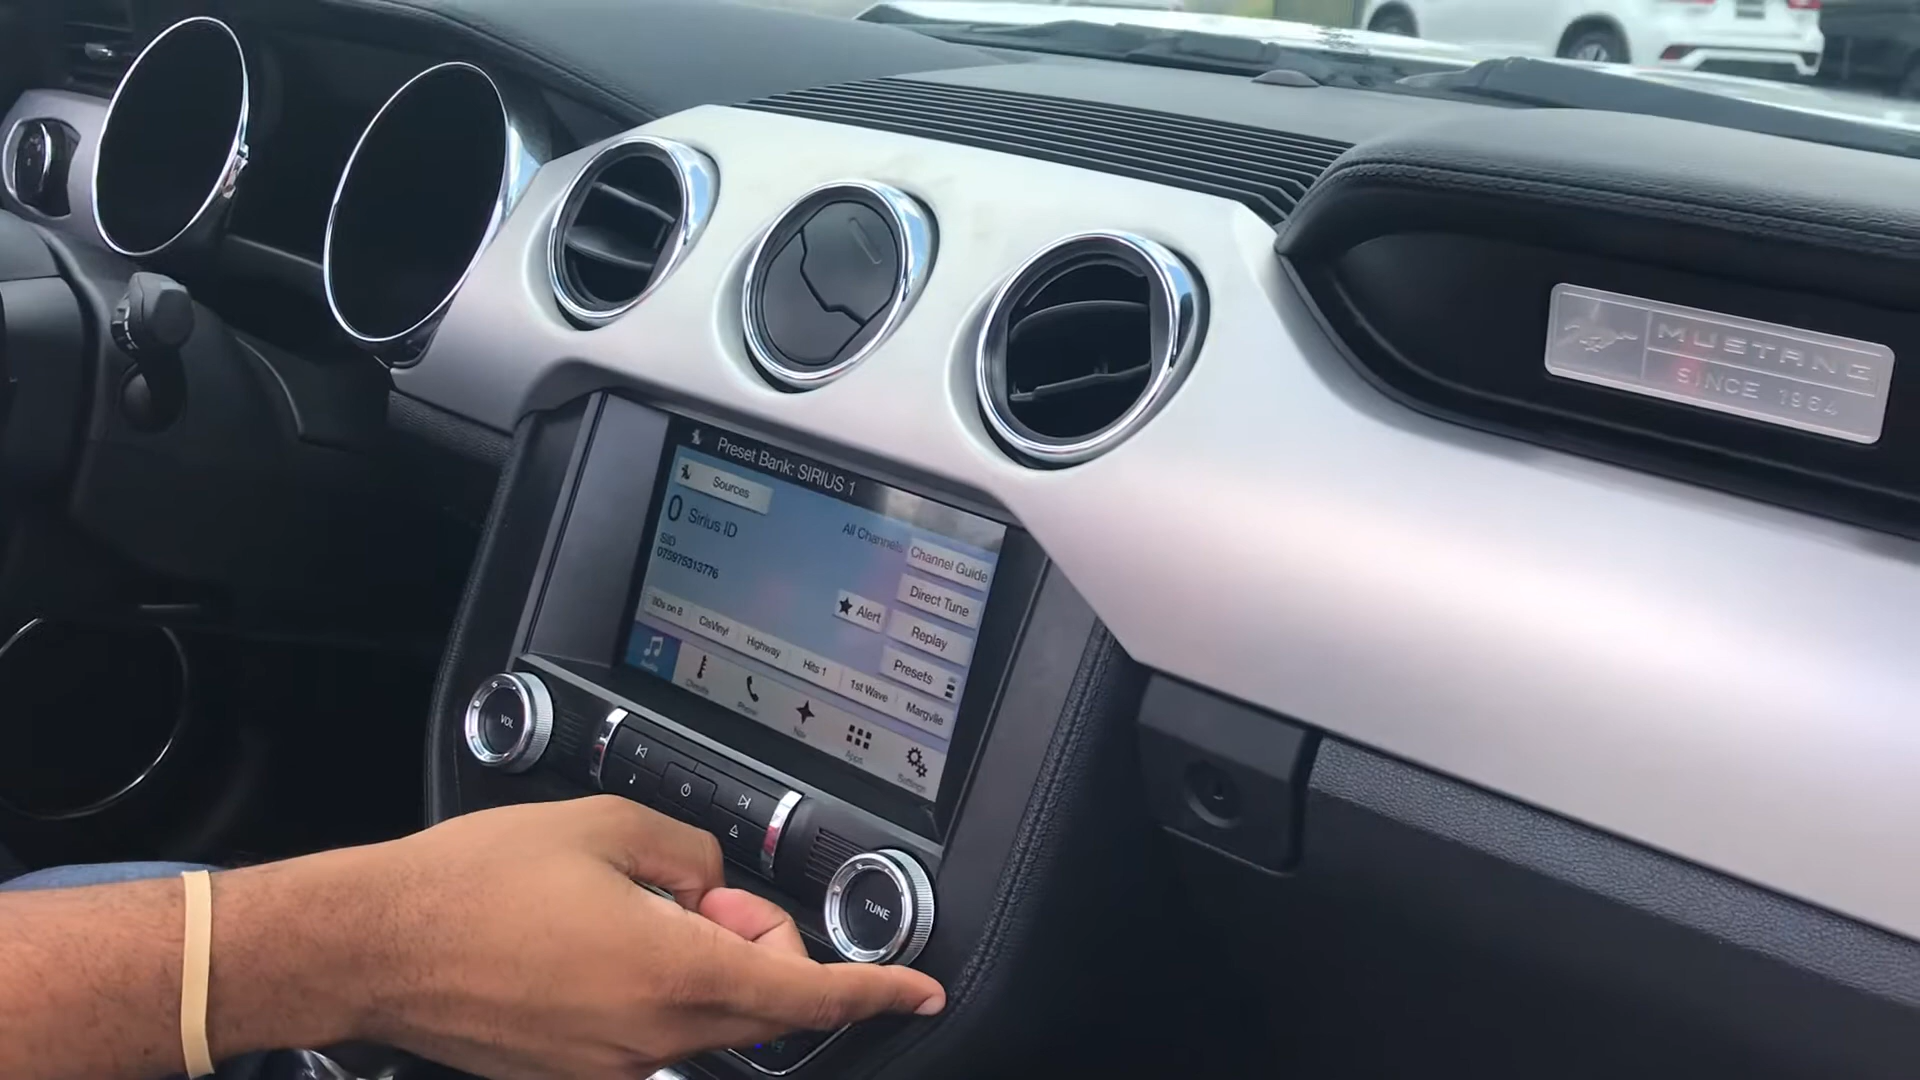 MUSTANG
SINCE 1964
Preset Bank: SIRIUS 1
Sources
0 Sirius ID
All Channels
Channel Guide
SID
075975313776
Direct Tune
Alert
Replay
Presets
80s on 8
ClsVinyl
Highway
Hits 1
1st Wave
Margvlle
Audio
Climate
Phone
Nav
Apps
Settings
VOL
TUNE